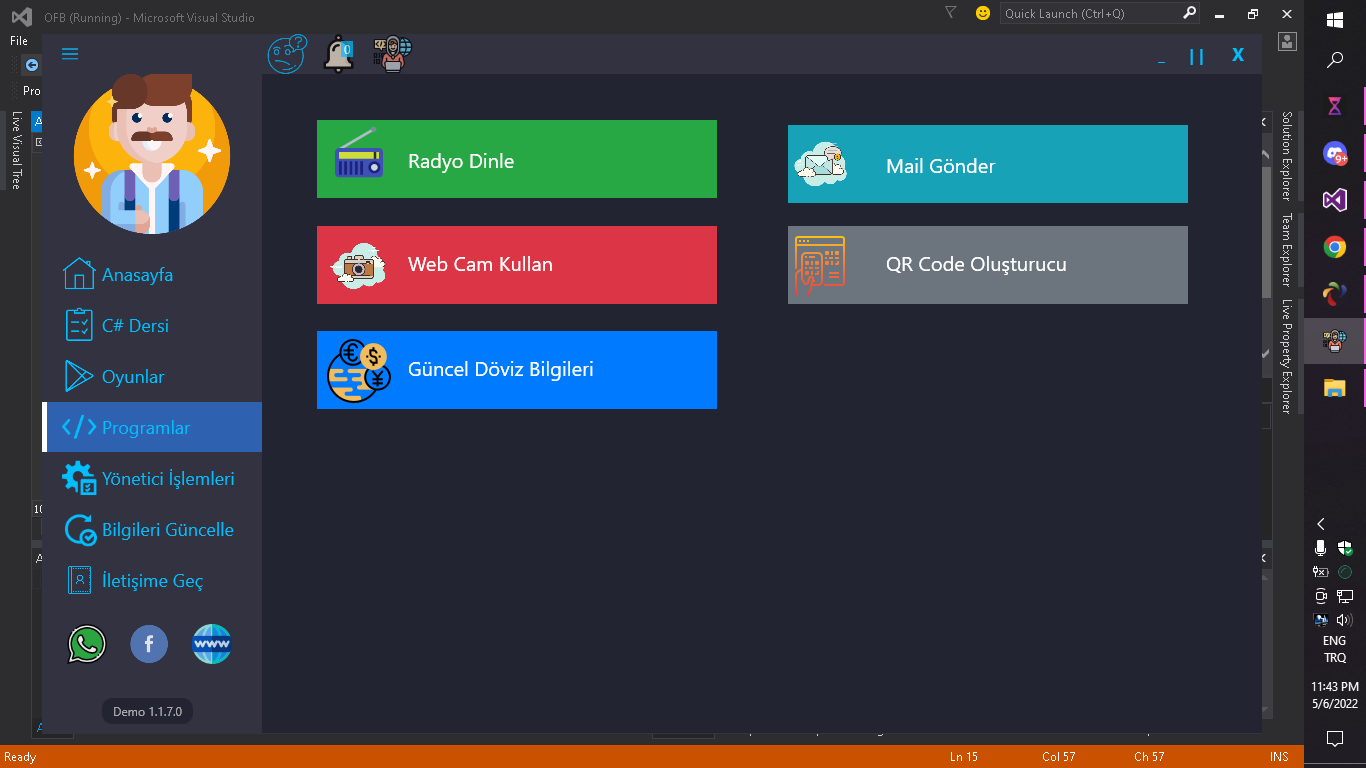 OFB (Running) - Microsoft Visual Studio
Quick Launch (Ctrl+Q)
File
Pro
Live Visual Tree
0
_
||
X
Radyo Dinle
Mail Gönder
Web Cam Kullan
QR Code Oluşturucu
Güncel Döviz Bilgileri
Anasayfa
C# Dersi
Oyunlar
</> Programlar
Yönetici İşlemleri
Bilgileri Güncelle
İletişime Geç
f
WWW
Demo 1.1.7.0
Solution Explorer
Team Explorer
Live Property Explorer
9+
ENG
TRQ
11:43 PM
5/6/2022
Ready
Ln 15
Col 57
Ch 57
INS